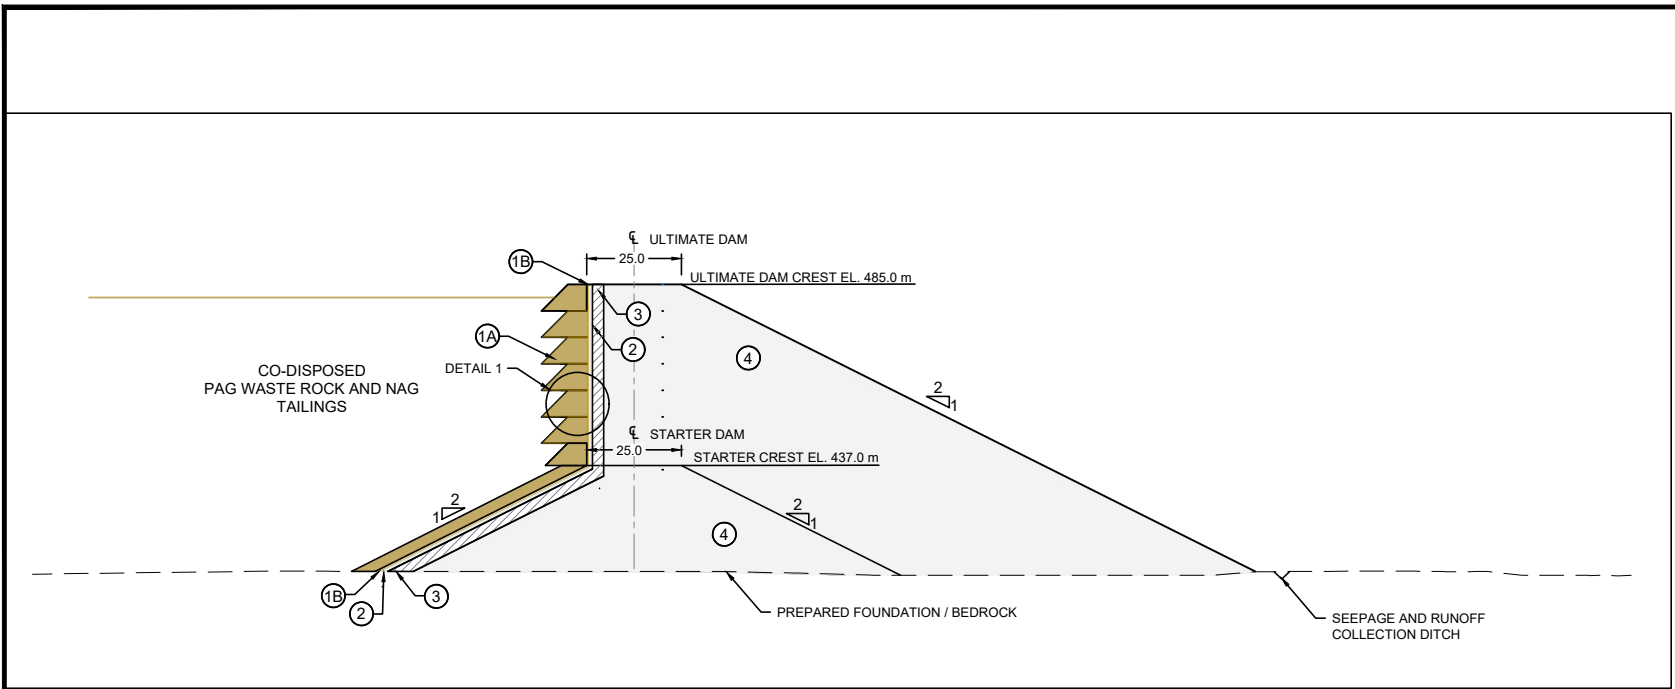 ℄ ULTIMATE DAM
25.0
1B
ULTIMATE DAM CREST EL. 485.0 m
3
1A
2
4
CO-DISPOSED
PAG WASTE ROCK AND NAG
TAILINGS
DETAIL 1
2
1
℄ STARTER DAM
25.0
STARTER CREST EL. 437.0 m
2
1
2
1
4
1B
2
3
PREPARED FOUNDATION / BEDROCK
SEEPAGE AND RUNOFF
COLLECTION DITCH